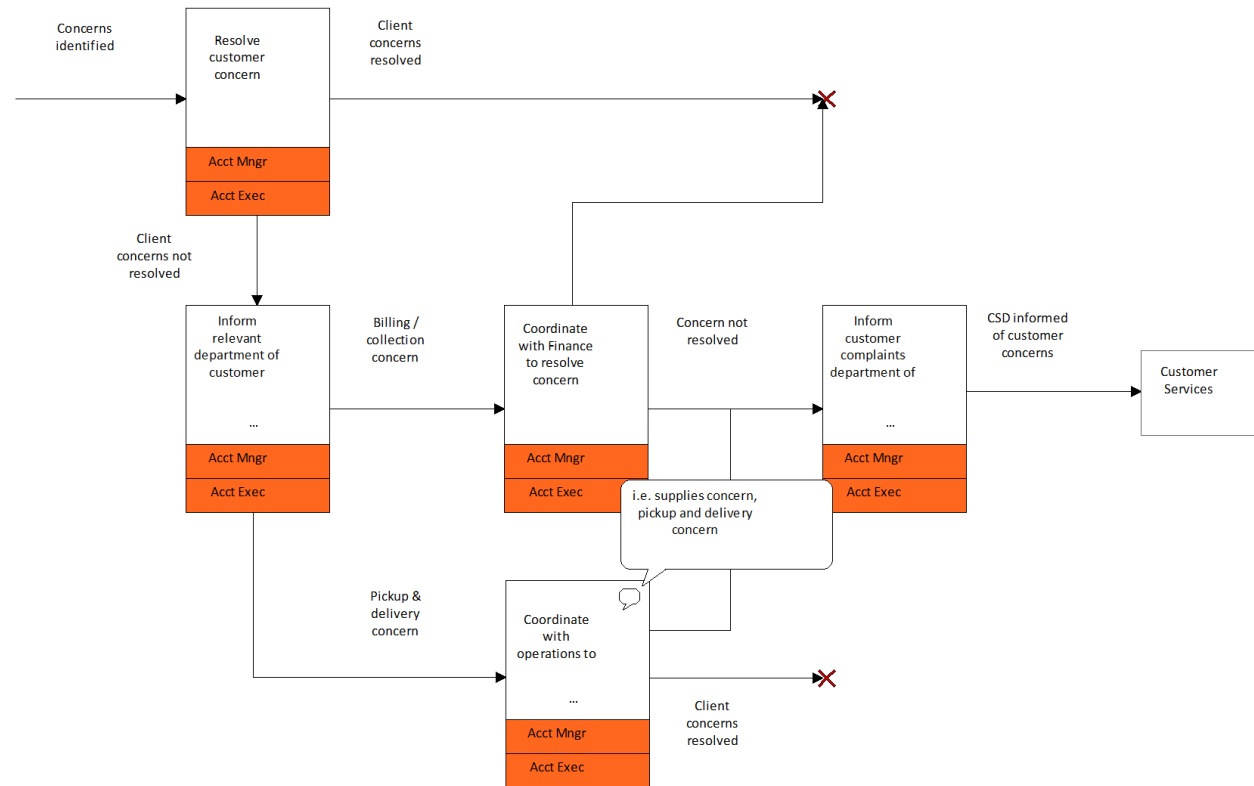 Concerns
identified
Resolve
customer
concern
Acct Mngr
Acct Exec
Client
concerns
resolved
Client
concerns not
resolved
Inform
relevant
department of
customer
...
Acct Mngr
Acct Exec
Billing /
collection
concern
Coordinate
with Finance
to resolve
concern
Acct Mngr
Acct Exec
Concern not
resolved
Inform
customer
complaints
department of
...
Acct Mngr
Acct Exec
CSD informed
of customer
concerns
Customer
Services
i.e. supplies concern,
pickup and delivery
concern
Pickup &
delivery
concern
Coordinate
with
operations to
...
Acct Mngr
Acct Exec
Client
concerns
resolved